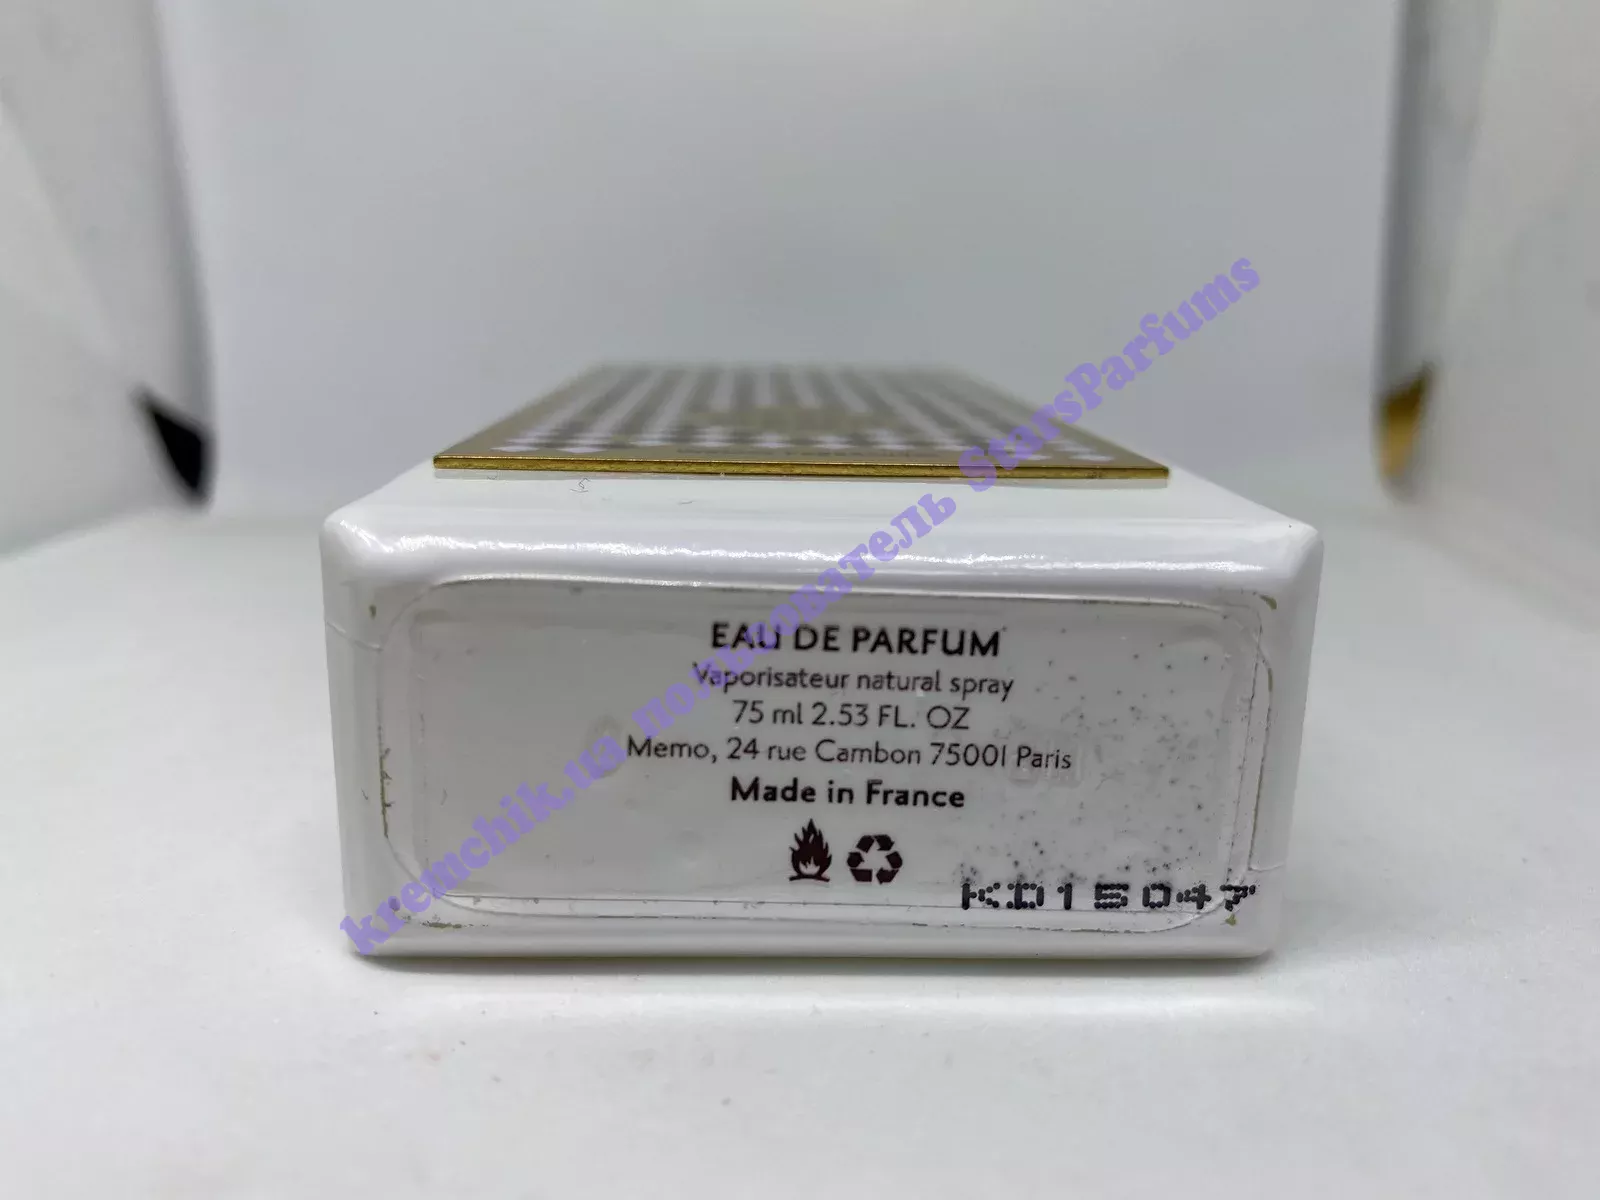 EAU DE PARFUM
Vaporisateur natural spray
75 ml 2.53 FL. OZ
Memo, 24 rue Cambon 75001 Paris
Made in France
KD15047
kremchik.ua пользователь StarsParfums